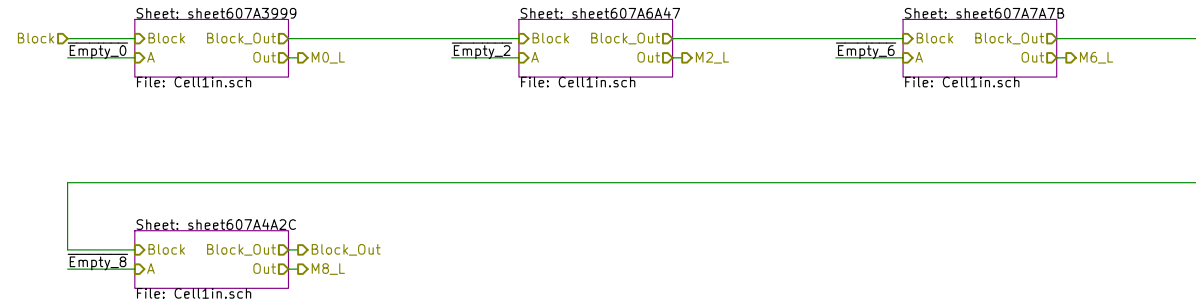 Sheet: sheet607A3999
Sheet: sheet607A6A47
Sheet: sheet607A7A7B
Block
Block
Block_Out
Block
Block_Out
Block
Block_Out
Empty_0
A
Out
M0_L
Empty_2
A
Out
M2_L
Empty_6
A
Out
M6_L
File: Cell1in.sch
File: Cell1in.sch
File: Cell1in.sch
Sheet: sheet607A4A2C
Block
Block_Out
Block_Out
Empty_8
A
Out
M8_L
File: Cell1in.sch